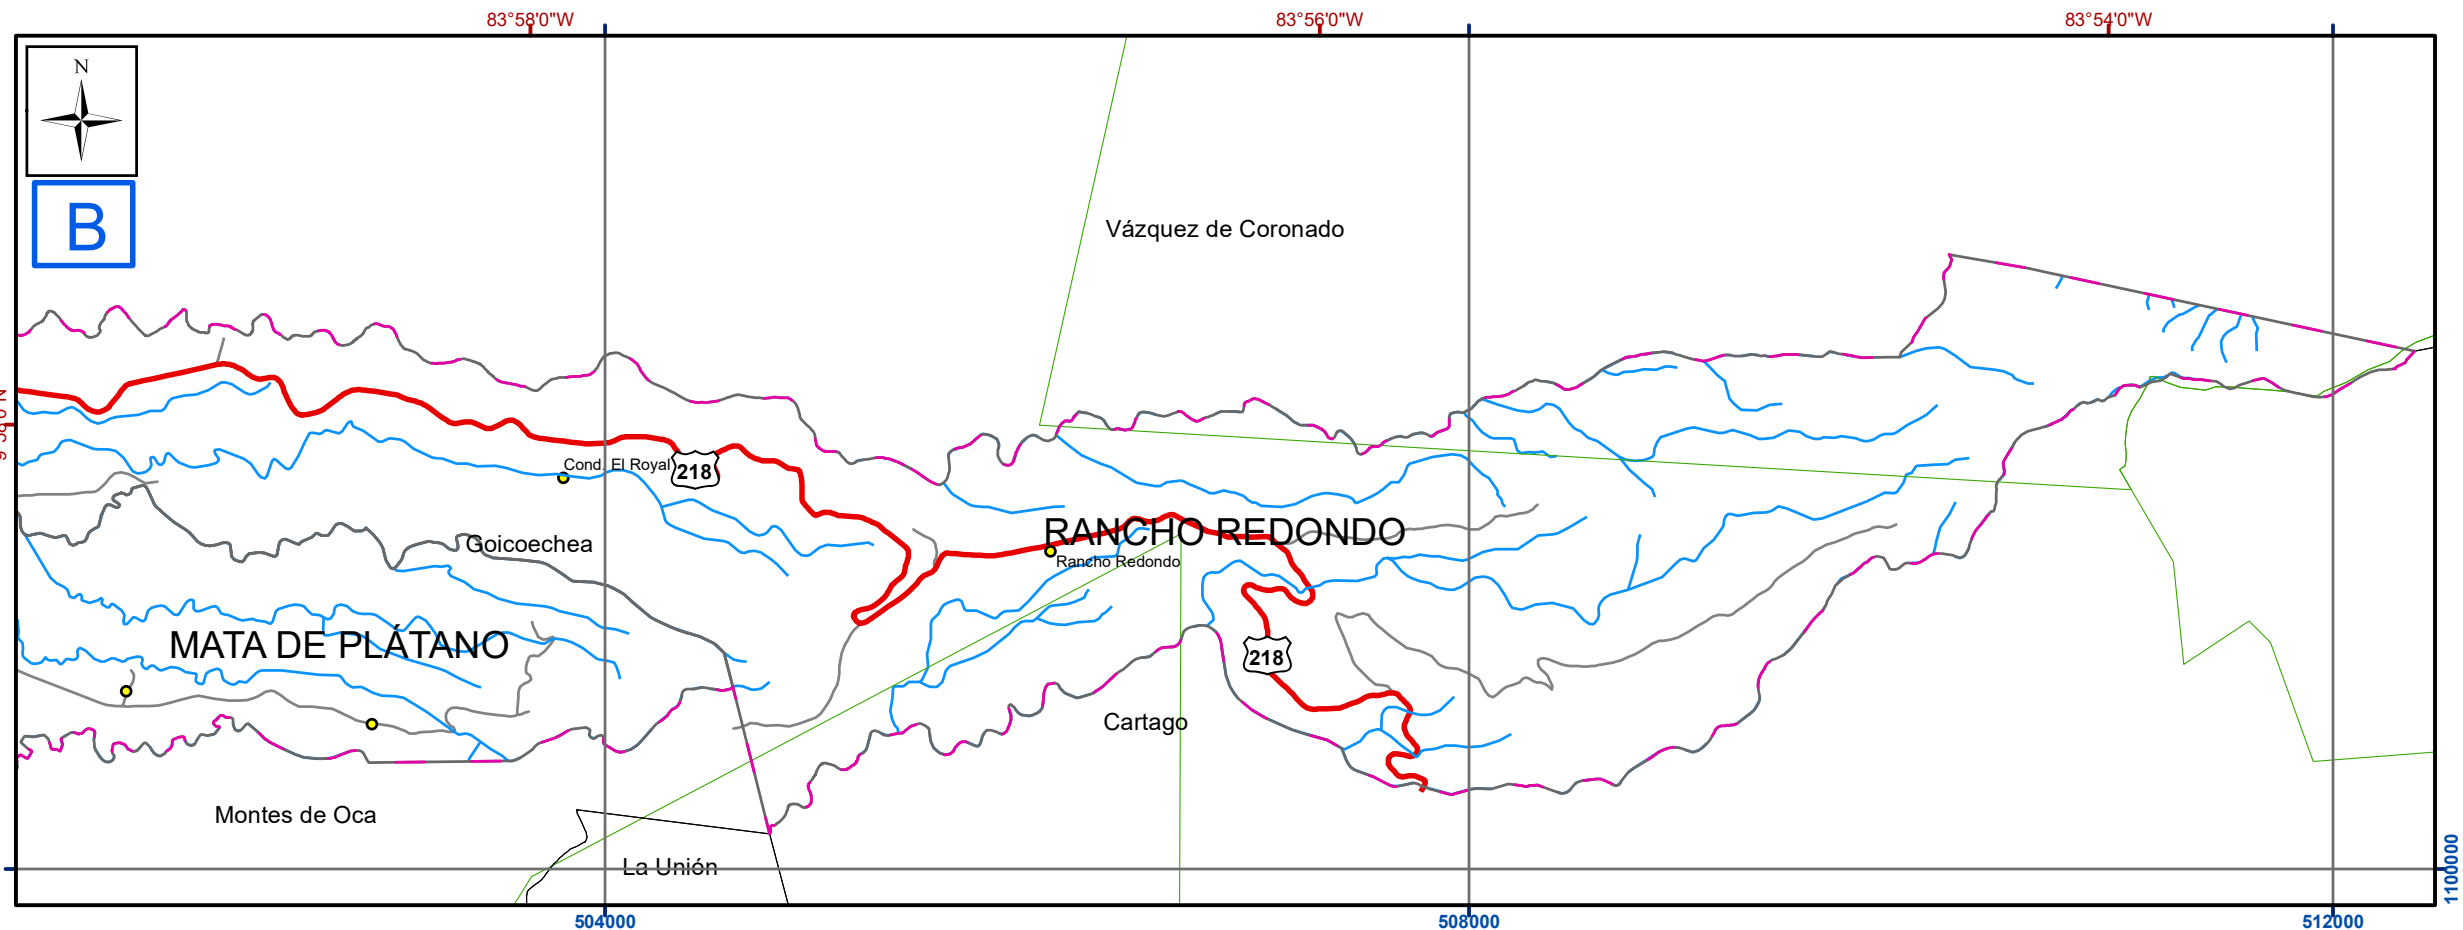 83°58'0"W
83°56'0"W
83°54'0"W
N
B
Vázquez de Coronado
Cond. El Royal
218
RANCHO REDONDO
Goicoechea
Rancho Redondo
MATA DE PLÁTANO
218
Cartago
Montes de Oca
La Unión
1100000
504000
508000
512000